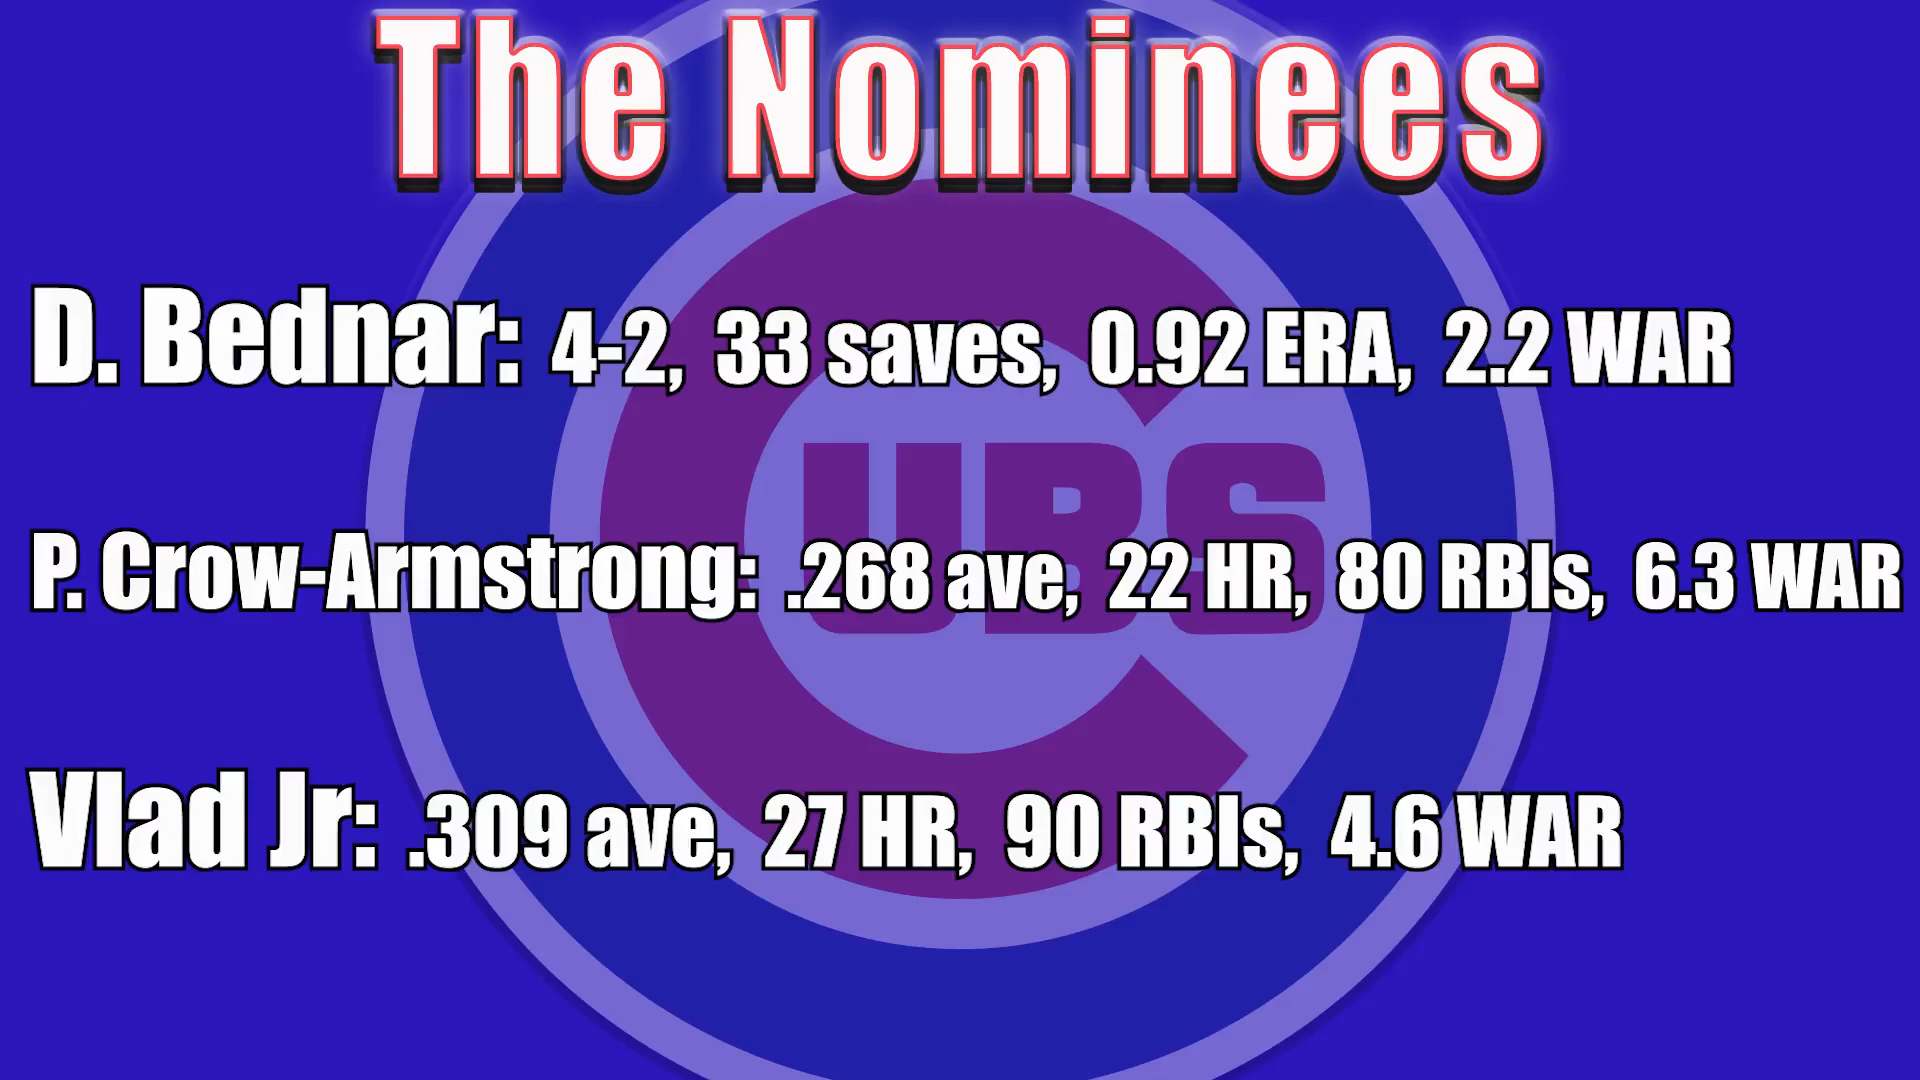 The Nominees
D. Bednar: 4-2, 33 saves, 0.92 ERA, 2.2 WAR
CUBS
P. Crow-Armstrong: .268 ave, 22 HR, 80 RBIs, 6.3 WAR
Vlad Jr: .309 ave, 27 HR, 90 RBIs, 4.6 WAR